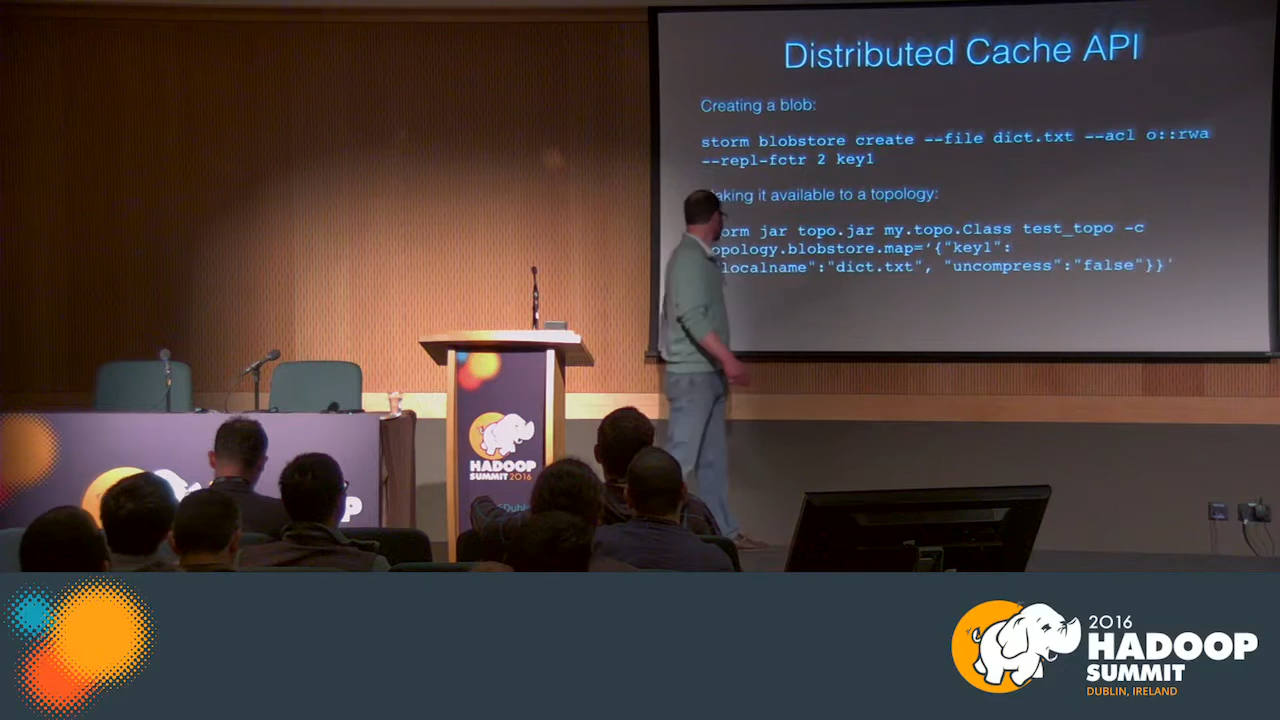 Distributed Cache API
Creating a blob:
storm blobstore create --file dict.txt --acl o::rwa
--repl-fctr 2 key1
aking it available to a topology:
orm jar topo.jar my.topo.Class test_topo -c
opology.blobstore.map='{"key1":
localname":"dict.txt", "uncompress":"false"}}'
HADOOP
SUMMIT 2016
2016
HADOOP
SUMMIT
DUBLIN, IRELAND